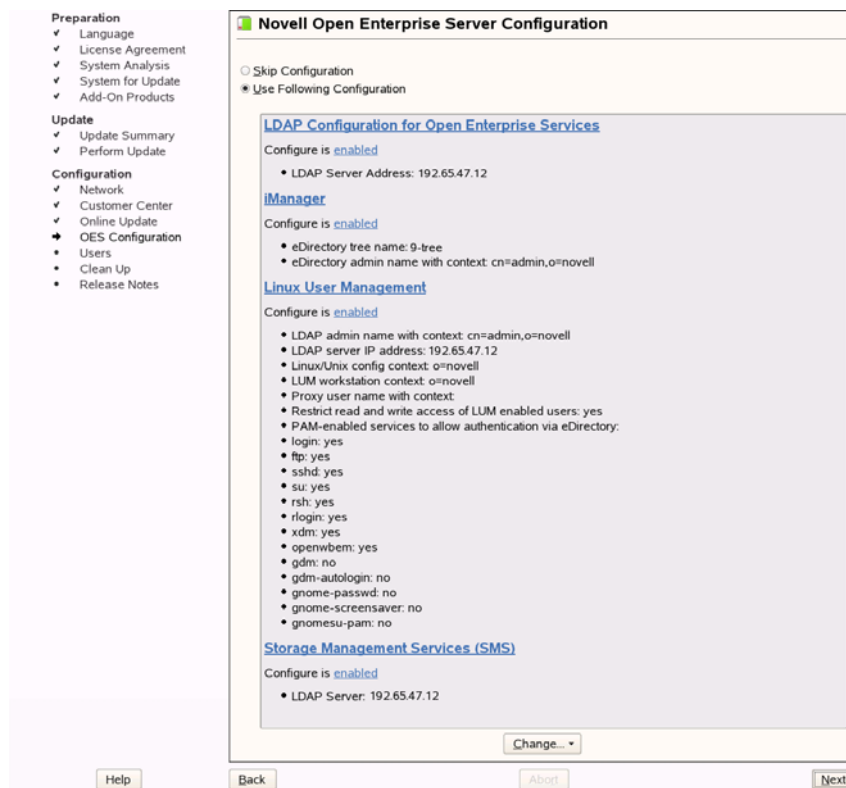 Preparation
Language
License Agreement
System Analysis
System for Update
Add-On Products
Update
Update Summary
Perform Update
Configuration
Network
Customer Center
Online Update
OES Configuration
Users
Clean Up
Release Notes
Novell Open Enterprise Server Configuration
Skip Configuration
Use Following Configuration
LDAP Configuration for Open Enterprise Services
Configure is enabled
• LDAP Server Address: 192.65.47.12
iManager
Configure is enabled
• eDirectory tree name: 9-tree
• eDirectory admin name with context: cn=admin,o=novell
Linux User Management
Configure is enabled
• LDAP admin name with context: cn=admin,o=novell
• LDAP server IP address: 192.65.47.12
• Linux/Unix config context: o=novell
• LUM workstation context: o=novell
• Proxy user name with context:
• Restrict read and write access of LUM enabled users: yes
• PAM-enabled services to allow authentication via eDirectory:
• login: yes
• ftp: yes
• sshd: yes
• su: yes
• rsh: yes
• rlogin: yes
• xdm: yes
• openwbem: yes
• gdm: no
• gdm-autologin: no
• gnome-passwd: no
• gnome-screensaver: no
• gnomesu-pam: no
Storage Management Services (SMS)
Configure is enabled
• LDAP Server: 192.65.47.12
Change...
Help
Back
Abort
Next